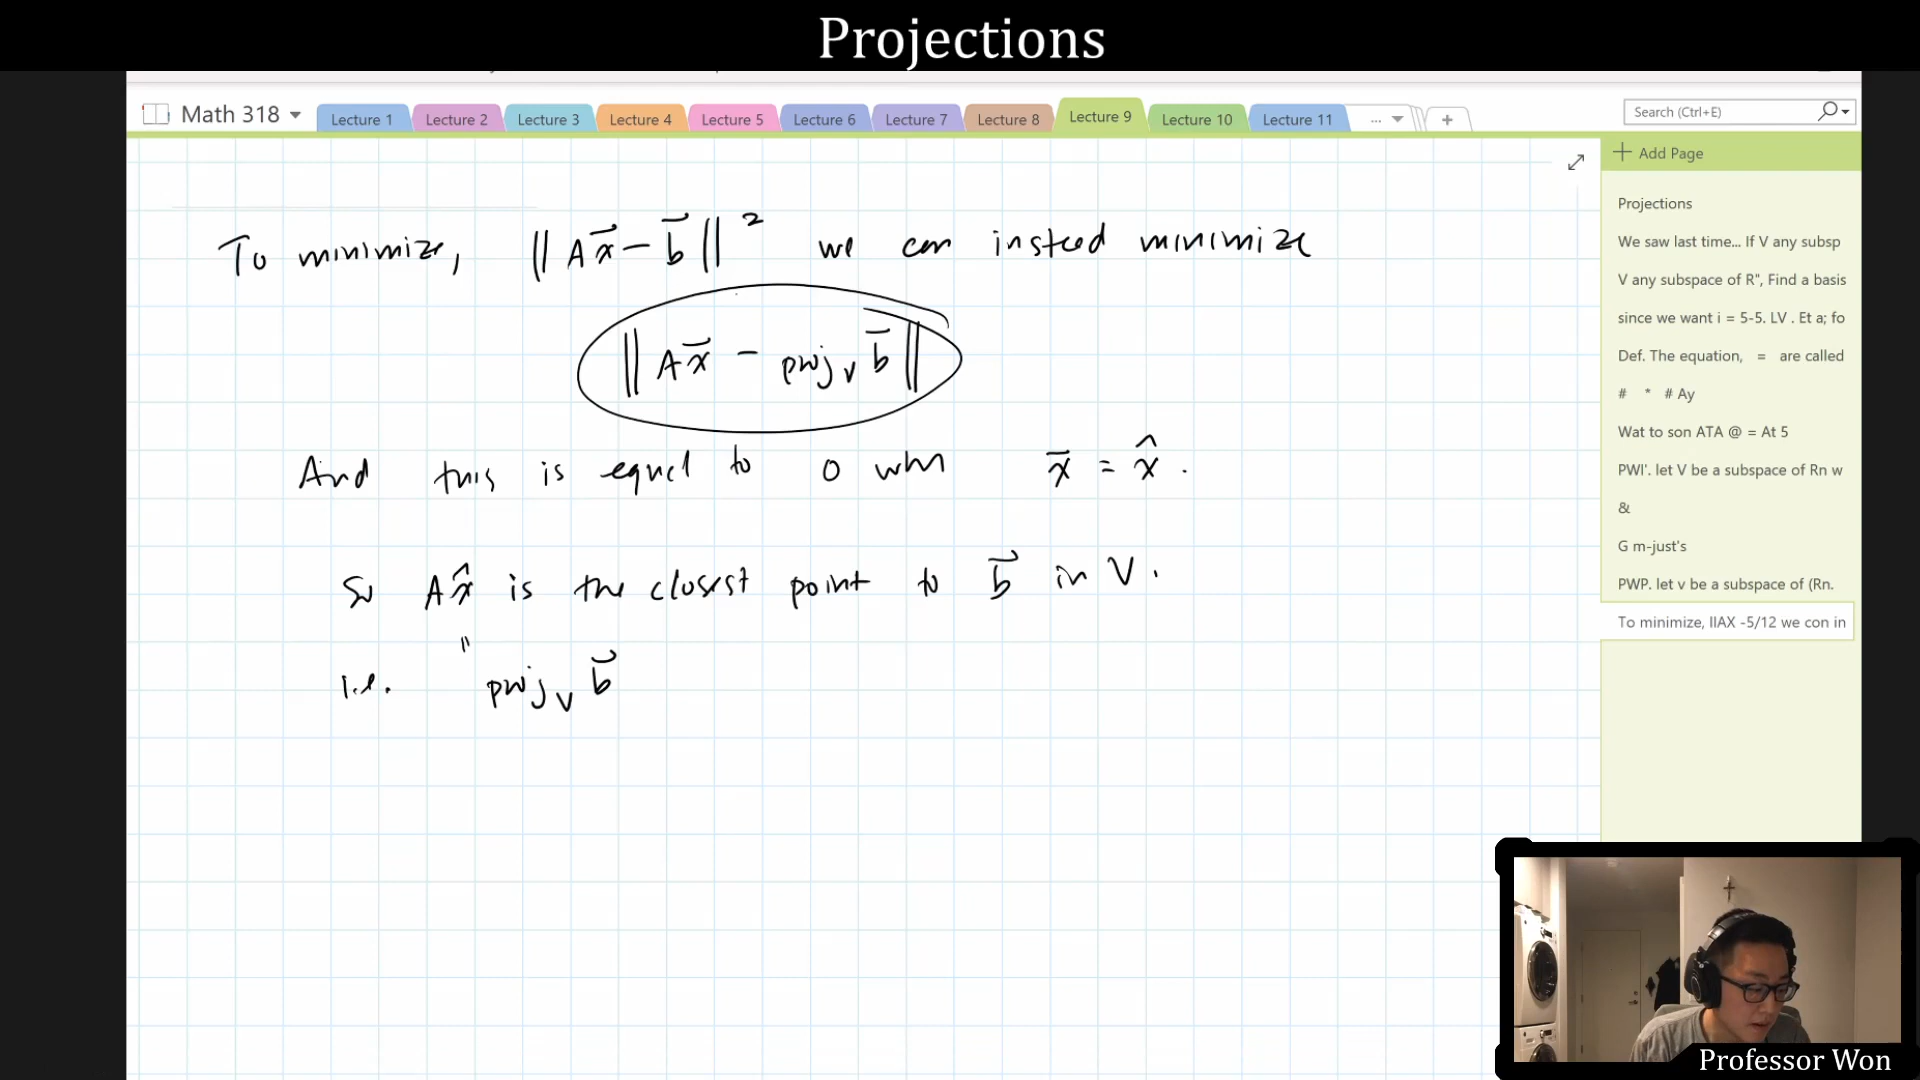 Projections
Math 318
Lecture 1
Lecture 2
Lecture 3
Lecture 4
Lecture 5
Lecture 6
Lecture 7
Lecture 8
Lecture 9
Lecture 10
Lecture 11
...
+
Search (Ctrl+E)
To minimize, ||Ax⃗ − b⃗||² we can instead minimize
||Ax⃗ − proj_V b⃗||
And this is equal to 0 when x⃗ = x̂.
So Ax̂ is the closest point to b⃗ in V.
"
i.e. proj_V b⃗
+ Add Page
Projections
We saw last time... If V any subsp
V any subspace of R", Find a basis
since we want i = 5-5. LV . Et a; fo
Def. The equation, = are called
# * # Ay
Wat to son ATA @ = At 5
PWI'. let V be a subspace of Rn w
&
G m-just's
PWP. let v be a subspace of (Rn.
To minimize, IIAX -5/12 we con in
Professor Won